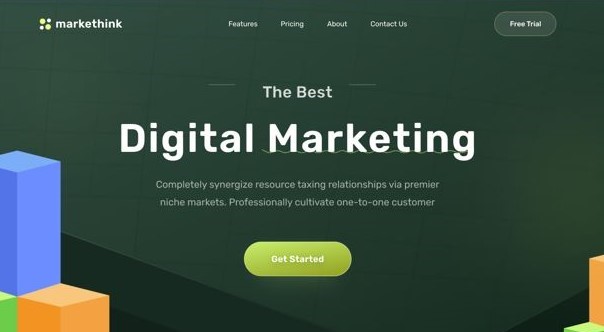 markethink
Features
Pricing
About
Contact Us
Free Trial
The Best
Digital Marketing
Completely synergize resource taxing relationships via premier
niche markets. Professionally cultivate one-to-one customer
Get Started